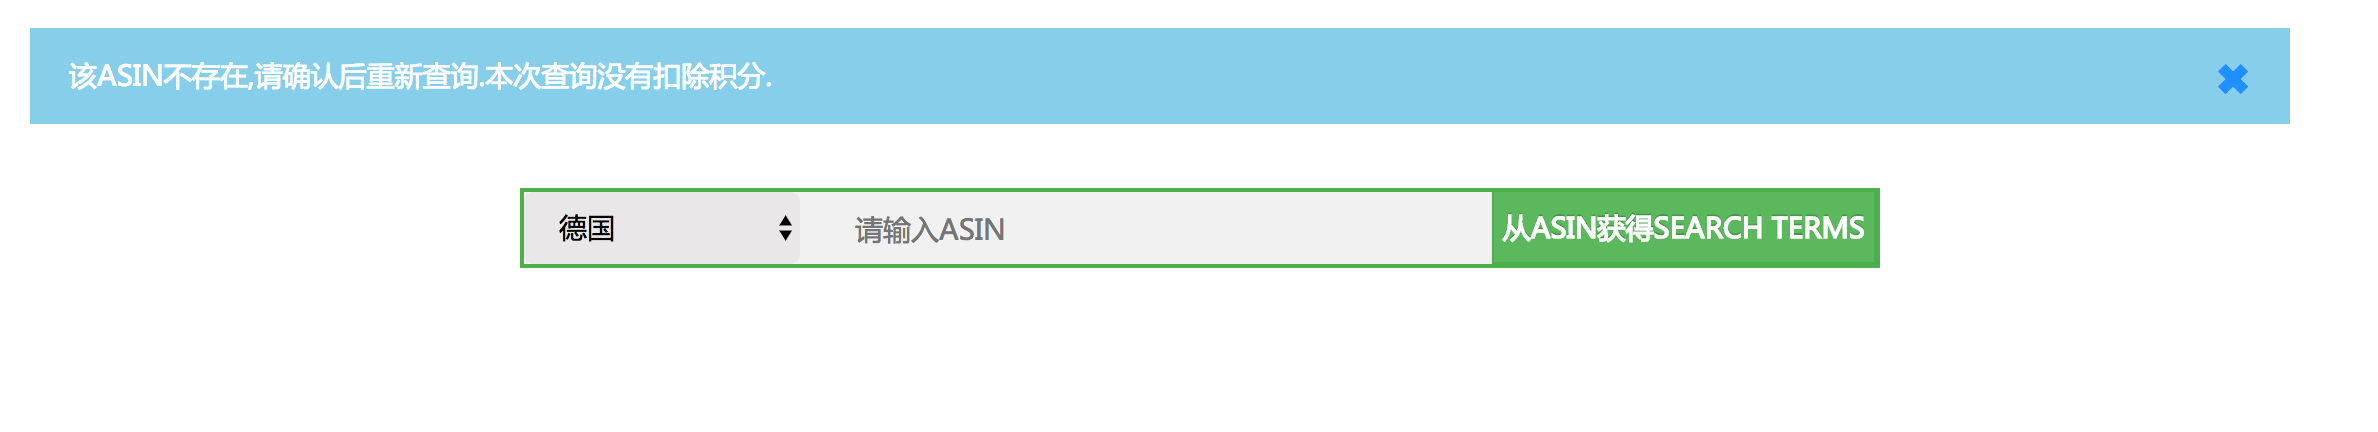 该ASIN不存在,请确认后重新查询.本次查询没有扣除积分.
德国 请输入ASIN 从ASIN获得SEARCH TERMS